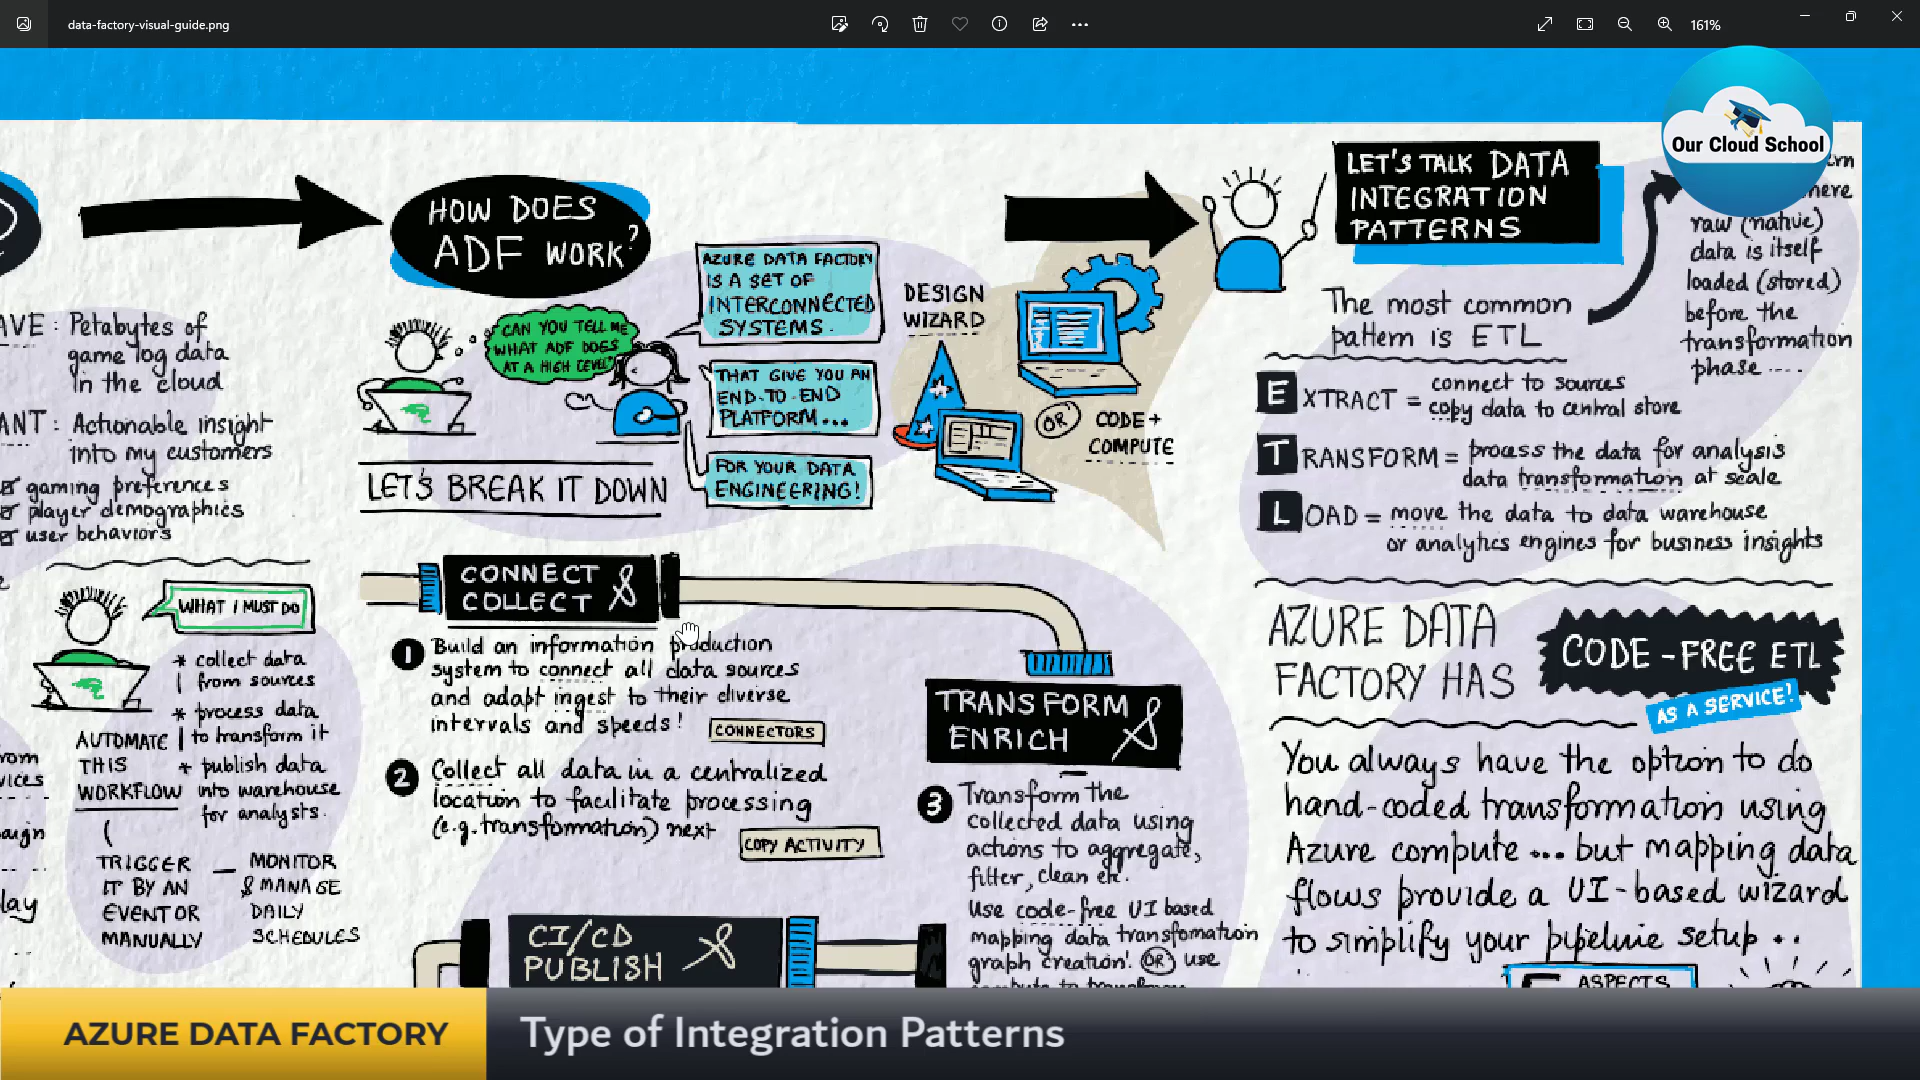 data-factory-visual-guide.png
161%
Our Cloud School
HOW DOES
ADF WORK?
CAN YOU TELL ME
WHAT ADF DOES
AT A HIGH LEVEL?
AZURE DATA FACTORY
IS A SET OF
INTERCONNECTED
SYSTEMS.
THAT GIVE YOU AN
END-TO-END
PLATFORM...
FOR YOUR DATA
ENGINEERING!
DESIGN
WIZARD
OR
CODE+
COMPUTE
LET'S BREAK IT DOWN
LET'S TALK DATA
INTEGRATION
PATTERNS
The most common
pattern is ETL
raw (native)
data is itself
loaded (stored)
before the
transformation
phase ....
EXTRACT = connect to sources
copy data to central store
TRANSFORM = process the data for analysis
data transformation at scale
LOAD = move the data to data warehouse
or analytics engines for business insights
AVE: Petabytes of
game log data
in the cloud
ANT: Actionable insight
into my customers
gaming preferences
player demographics
user behaviors
WHAT I MUST DO
* collect data
from sources
* process data
to transform it
* publish data
into warehouse
for analysts.
AUTOMATE
THIS
WORKFLOW
TRIGGER
IT BY AN
EVENT OR
MANUALLY
MONITOR
& MANAGE
DAILY
SCHEDULES
CONNECT &
COLLECT
1 Build an information production
system to connect all data sources
and adapt ingest to their diverse
intervals and speeds!
CONNECTORS
2 Collect all data in a centralized
location to facilitate processing
(e.g. transformation) next
COPY ACTIVITY
TRANSFORM &
ENRICH
3 Transform the
collected data using
actions to aggregate,
filter, clean etc.
Use code-free UI based
mapping data transfomation
graph creation! OR use
CI/CD &
PUBLISH
AZURE DATA
FACTORY HAS
CODE-FREE ETL
AS A SERVICE!
You always have the option to do
hand-coded transformation using
Azure compute ... but mapping data
flows provide a UI-based wizard
to simplify your pipeline setup ..
ASPECTS
AZURE DATA FACTORY
Type of Integration Patterns